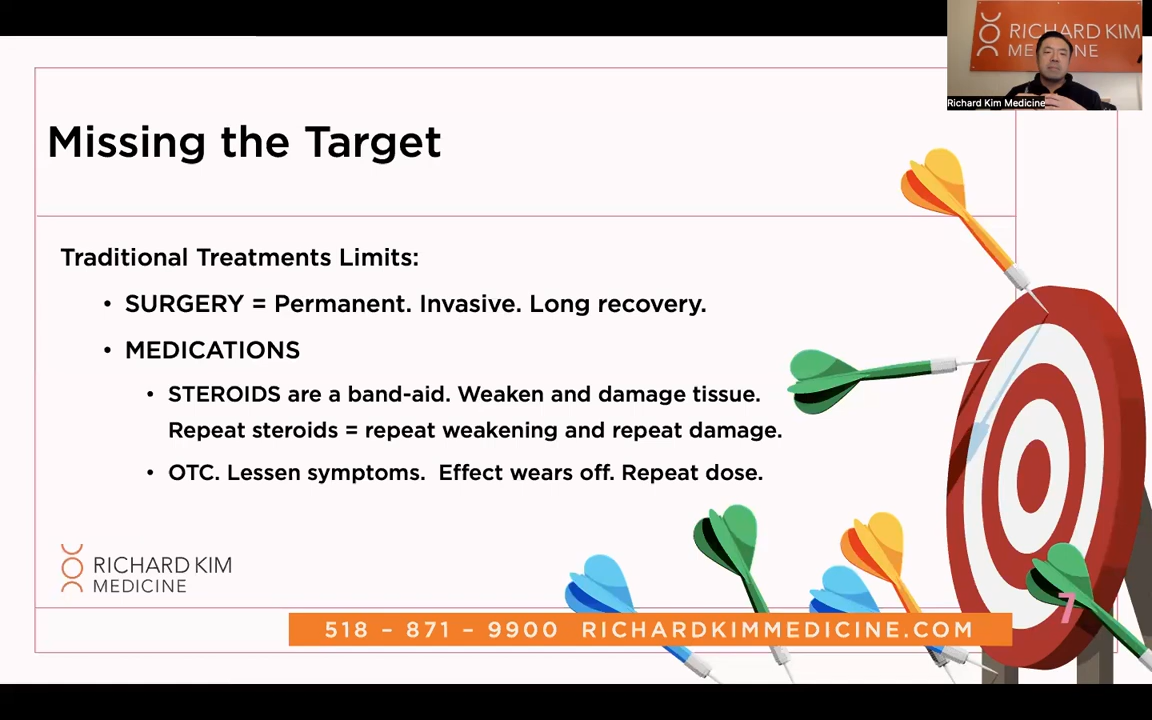 RICHARD KIM
MEDICINE
Richard Kim Medicine
Missing the Target
Traditional Treatments Limits:
• SURGERY = Permanent. Invasive. Long recovery.
• MEDICATIONS
• STEROIDS are a band-aid. Weaken and damage tissue.
Repeat steroids = repeat weakening and repeat damage.
• OTC. Lessen symptoms.  Effect wears off. Repeat dose.
RICHARD KIM
MEDICINE
7
518 – 871 – 9900 RICHARDKIMMEDICINE.COM